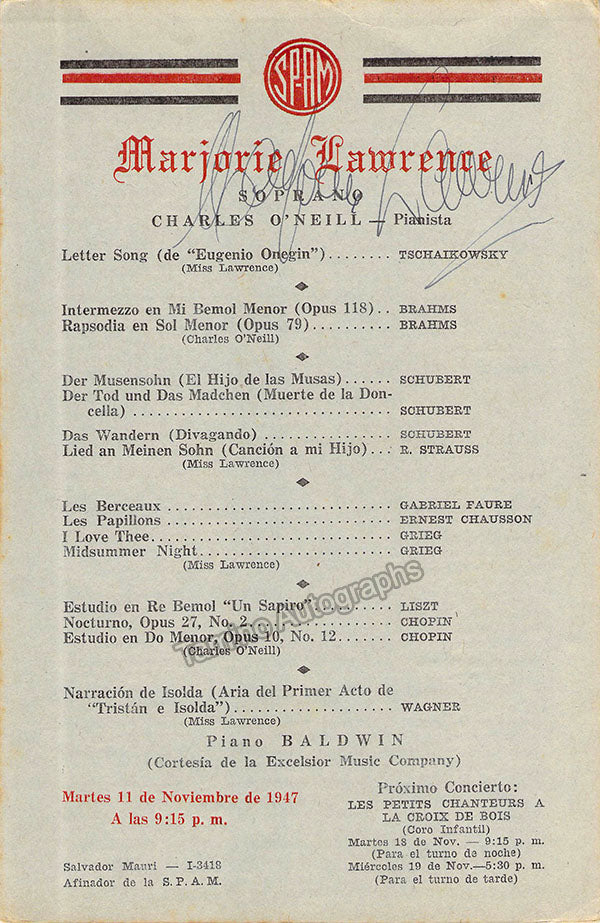 SP-AM
Marjorie Lawrence
SOPRANO
CHARLES O'NEILL — Pianista
Marjorie Lawrence
Letter Song (de "Eugenio Onegin")........ TSCHAIKOWSKY
(Miss Lawrence)
Intermezzo en Mi Bemol Menor (Opus 118).. BRAHMS
Rapsodia en Sol Menor (Opus 79).......... BRAHMS
(Charles O'Neill)
Der Musensohn (El Hijo de las Musas)...... SCHUBERT
Der Tod und Das Madchen (Muerte de la Don-
cella) ................................. SCHUBERT
Das Wandern (Divagando) ................ SCHUBERT
Lied an Meinen Sohn (Canción a mi Hijo)... R. STRAUSS
(Miss Lawrence)
Les Berceaux ............................ GABRIEL FAURE
Les Papillons ........................... ERNEST CHAUSSON
I Love Thee.............................. GRIEG
Midsummer Night.......................... GRIEG
(Miss Lawrence)
Estudio en Re Bemol "Un Sapiro".......... LISZT
Nocturno, Opus 27, No. 2................. CHOPIN
Estudio en Do Menor, Opus 10, No. 12....... CHOPIN
(Charles O'Neill)
Narración de Isolda (Aria del Primer Acto de
"Tristán e Isolda")..................... WAGNER
(Miss Lawrence)
Piano BALDWIN
(Cortesía de la Excelsior Music Company)
Martes 11 de Noviembre de 1947
A las 9:15 p. m.
Salvador Mauri — I-3418
Afinador de la S. P. A. M.
Próximo Concierto:
LES PETITS CHANTEURS A
LA CROIX DE BOIS
(Coro Infantil)
Martes 18 de Nov. — 9:15 p. m.
(Para el turno de noche)
Miércoles 19 de Nov.—5:30 p. m.
(Para el turno de tarde)
Tamino Autographs